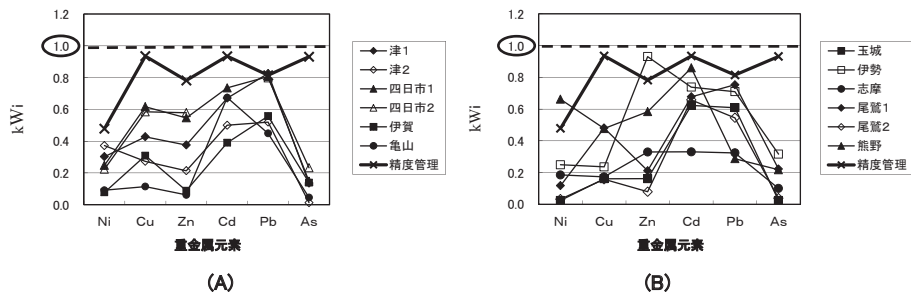 1.2
1.0
0.8
0.6
0.4
0.2
0.0
kWi
Ni Cu Zn Cd Pb As
重金属元素
津1
津2
四日市1
四日市2
伊賀
亀山
精度管理
(A)
1.2
1.0
0.8
0.6
0.4
0.2
0.0
kWi
Ni Cu Zn Cd Pb As
重金属元素
玉城
伊勢
志摩
尾鷲1
尾鷲2
熊野
精度管理
(B)